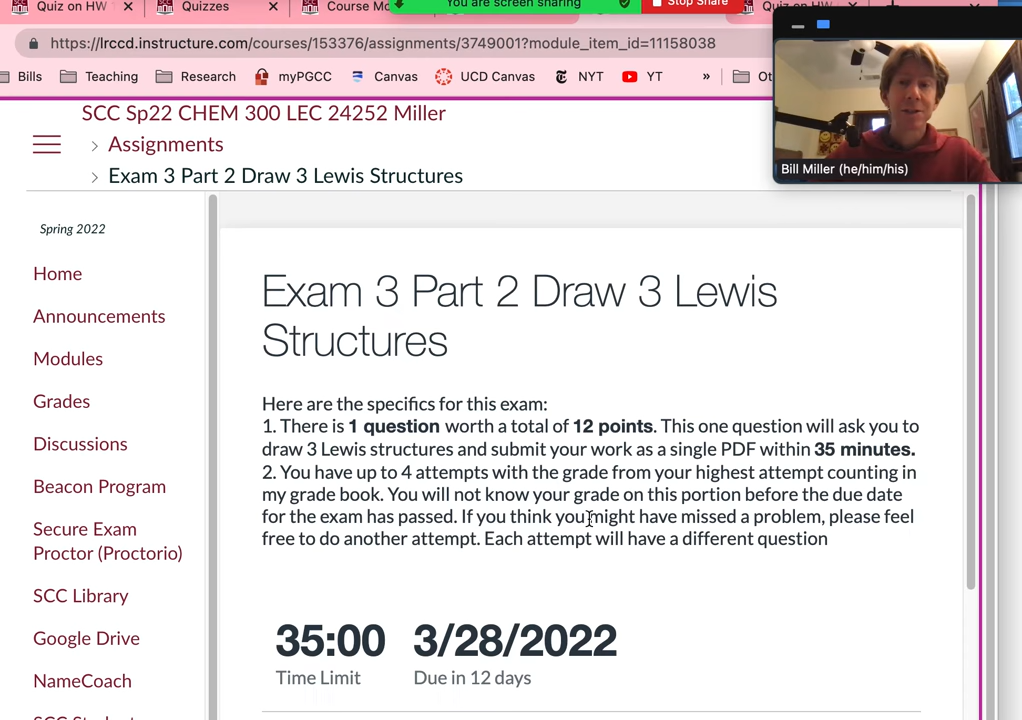 Quiz on HW
Quizzes
Course Mo
You are screen sharing
Stop Share
Quiz on HW
https://lrccd.instructure.com/courses/153376/assignments/3749001?module_item_id=11158038
Bills
Teaching
Research
myPGCC
Canvas
UCD Canvas
NYT
YT
»
Ot
Bill Miller (he/him/his)
SCC Sp22 CHEM 300 LEC 24252 Miller
> Assignments
> Exam 3 Part 2 Draw 3 Lewis Structures
Spring 2022
Home
Announcements
Modules
Grades
Discussions
Beacon Program
Secure Exam
Proctor (Proctorio)
SCC Library
Google Drive
NameCoach
Exam 3 Part 2 Draw 3 Lewis
Structures
Here are the specifics for this exam:
1. There is 1 question worth a total of 12 points. This one question will ask you to
draw 3 Lewis structures and submit your work as a single PDF within 35 minutes.
2. You have up to 4 attempts with the grade from your highest attempt counting in
my grade book. You will not know your grade on this portion before the due date
for the exam has passed. If you think you might have missed a problem, please feel
free to do another attempt. Each attempt will have a different question
35:00
Time Limit
3/28/2022
Due in 12 days